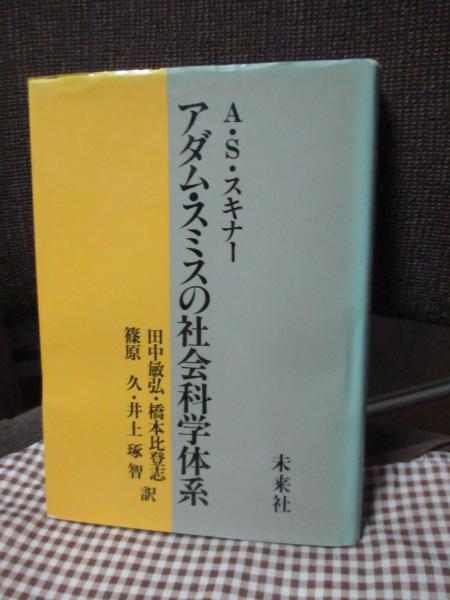 A・S・スキナー
アダム・スミスの社会科学体系
田中敏弘・橋本比登志
篠原 久・井上琢智 訳
未来社